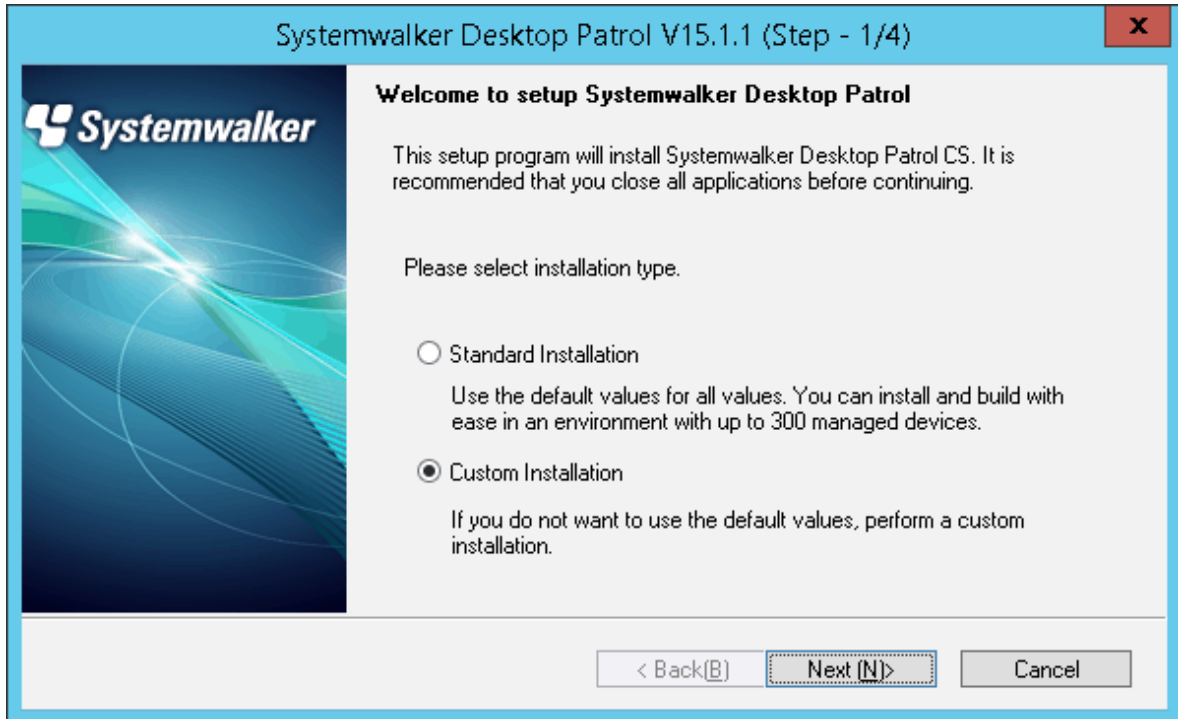 Systemwalker Desktop Patrol V15.1.1 (Step - 1/4)
x
Systemwalker
Welcome to setup Systemwalker Desktop Patrol
This setup program will install Systemwalker Desktop Patrol CS. It is
recommended that you close all applications before continuing.
Please select installation type.
Standard Installation
Use the default values for all values. You can install and build with
ease in an environment with up to 300 managed devices.
Custom Installation
If you do not want to use the default values, perform a custom
installation.
< Back(B)
Next (N)>
Cancel